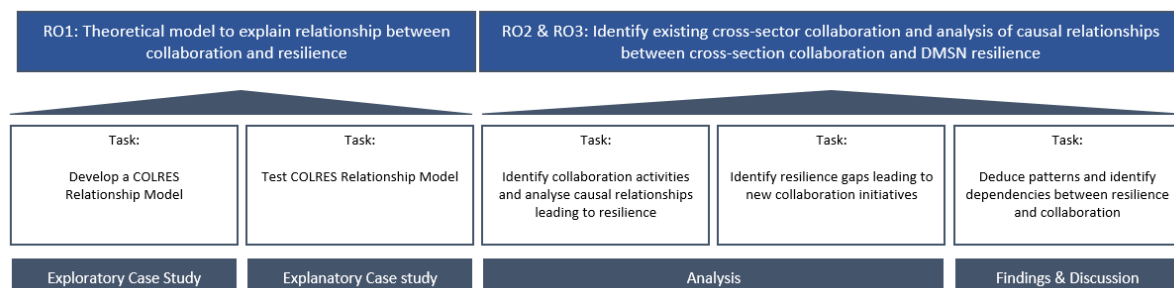 RO1: Theoretical model to explain relationship between
collaboration and resilience
RO2 & RO3: Identify existing cross-sector collaboration and analysis of causal relationships
between cross-section collaboration and DMSN resilience
Task:
Develop a COLRES
Relationship Model
Task:
Test COLRES Relationship Model
Task:
Identify collaboration activities
and analyse causal relationships
leading to resilience
Task:
Identify resilience gaps leading to
new collaboration initiatives
Task:
Deduce patterns and identify
dependencies between resilience
and collaboration
Exploratory Case Study
Explanatory Case study
Analysis
Findings & Discussion